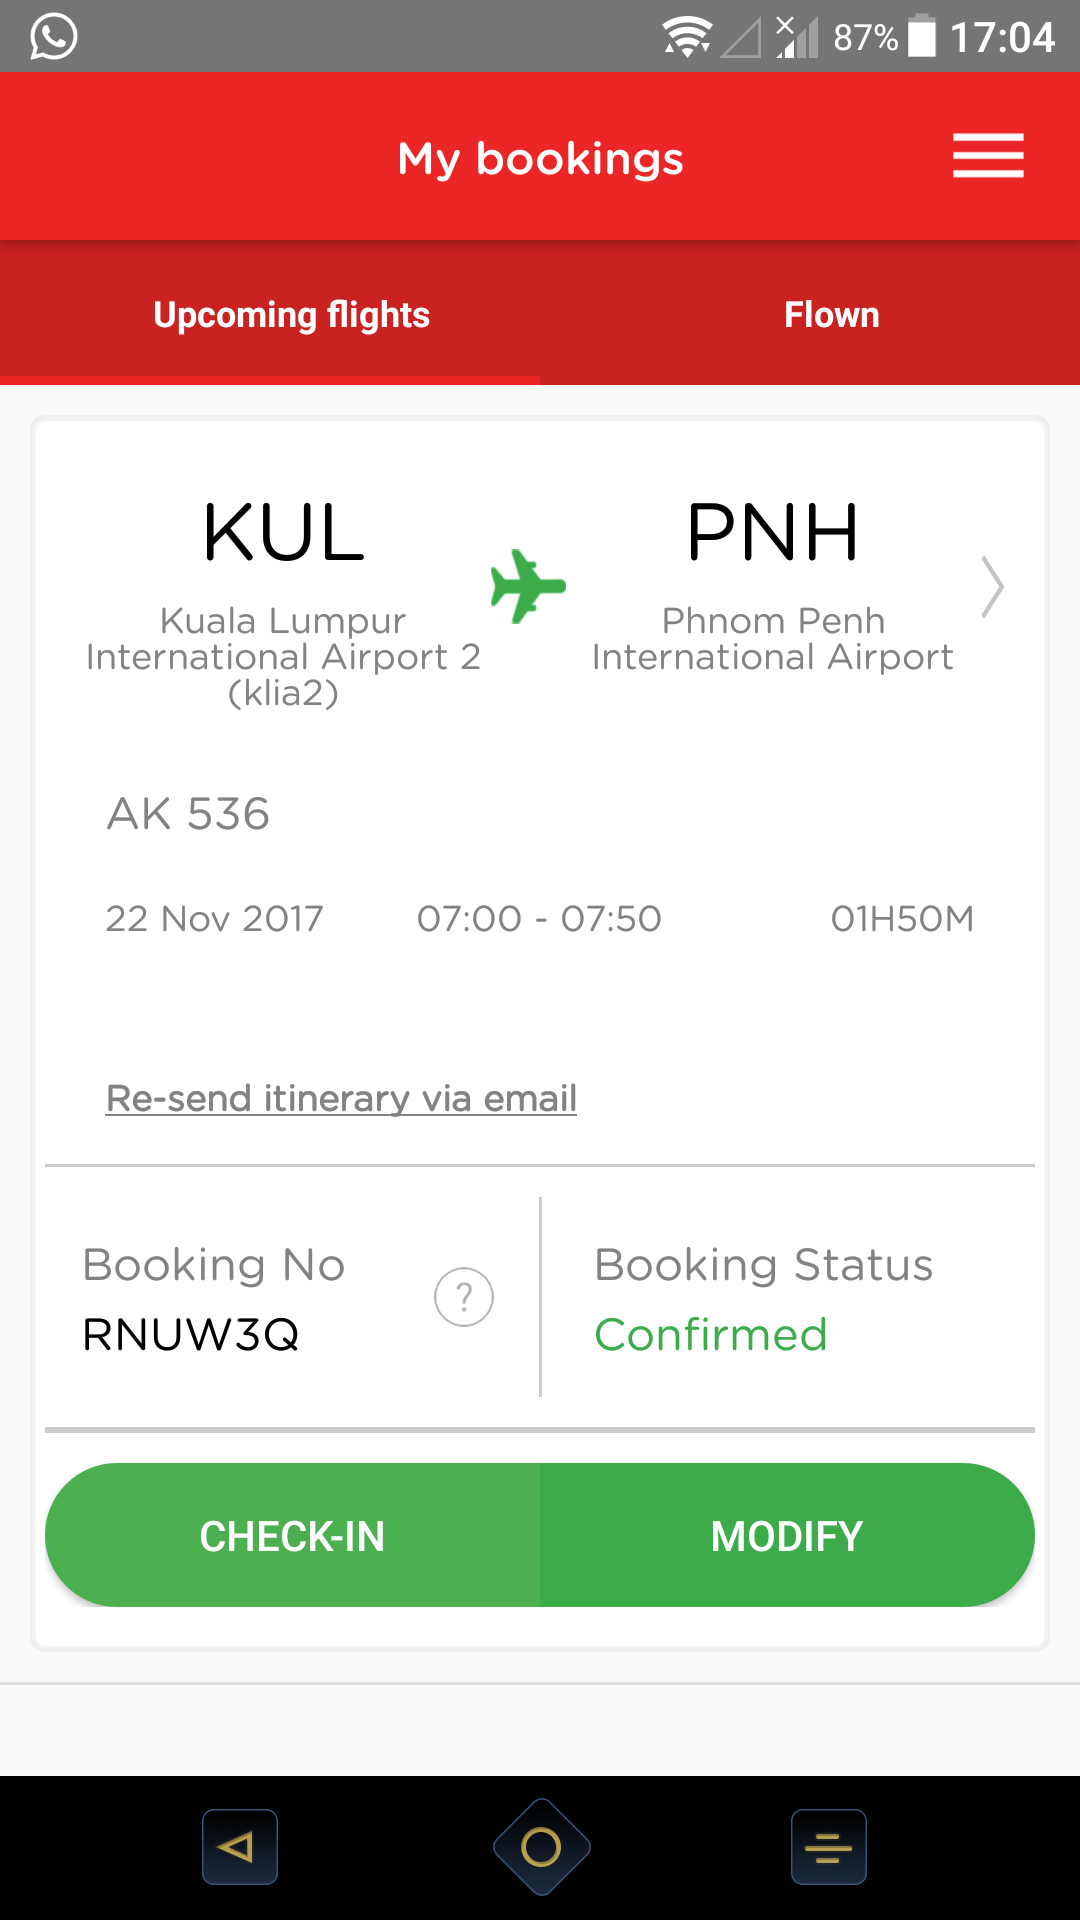 87% 17:04
My bookings
Upcoming flights Flown
KUL PNH
Kuala Lumpur
International Airport 2
(klia2)
Phnom Penh
International Airport
AK 536
22 Nov 2017 07:00 - 07:50 01H50M
Re-send itinerary via email
Booking No
RNUW3Q
?
Booking Status
Confirmed
CHECK-IN MODIFY